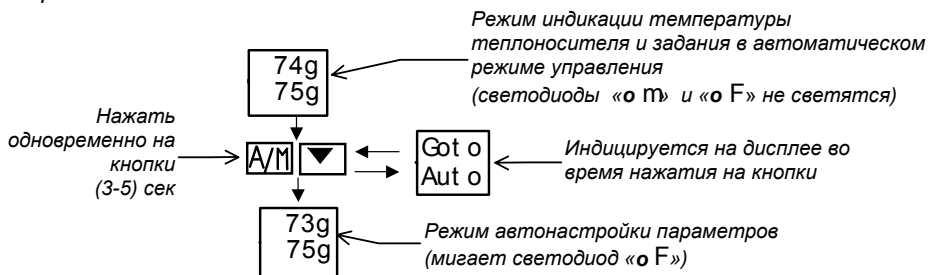 Режим индикации температуры
теплоносителя и задания в автоматическом
режиме управления
(светодиоды «о m» и «о F» не светятся)
74g
75g
Нажать
одновременно на
кнопки
(3-5) сек
A/M
Got o
Aut o
Индицируется на дисплее во
время нажатия на кнопки
73g
75g
Режим автонастройки параметров
(мигает светодиод «о F»)